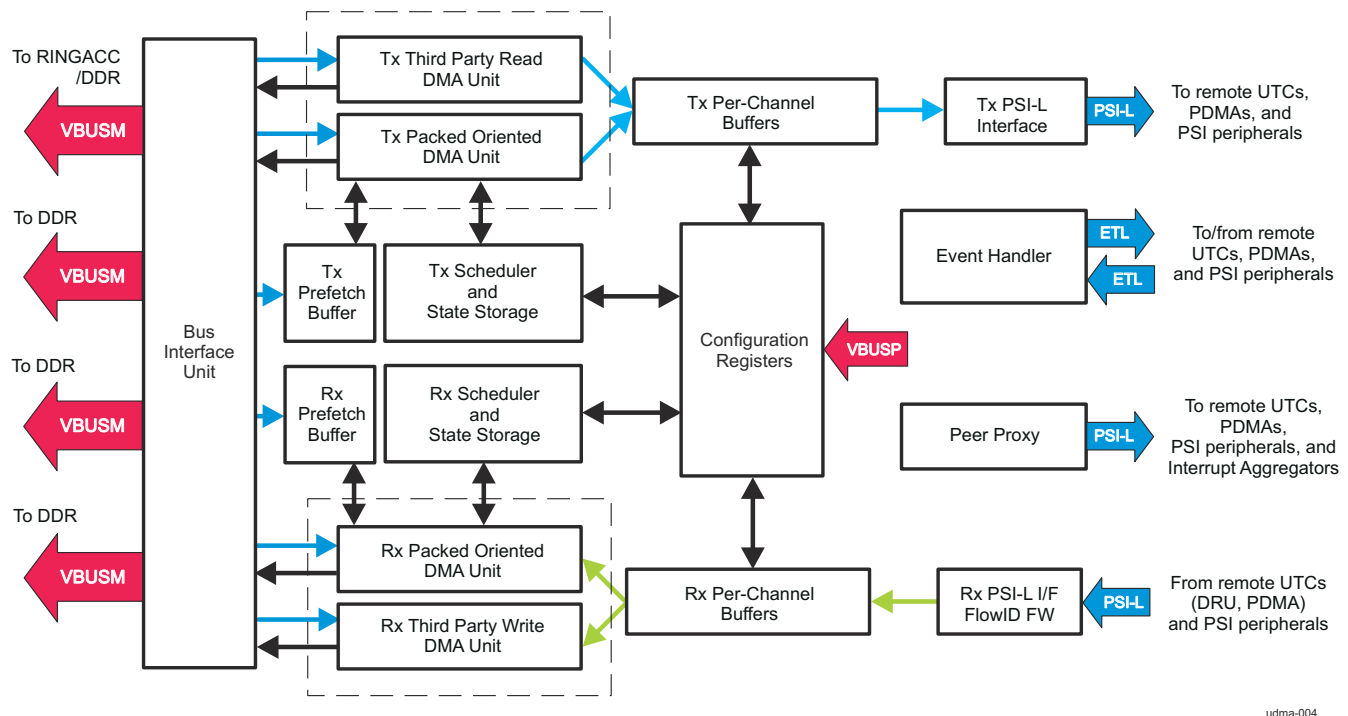 To RINGACC
/DDR
VBUSM
To DDR
VBUSM
To DDR
VBUSM
To DDR
VBUSM
Bus
Interface
Unit
Tx Third Party Read
DMA Unit
Tx Packed Oriented
DMA Unit
Tx
Prefetch
Buffer
Tx Scheduler
and
State Storage
Rx
Prefetch
Buffer
Rx Scheduler
and
State Storage
Rx Packed Oriented
DMA Unit
Rx Third Party Write
DMA Unit
Tx Per-Channel
Buffers
Configuration
Registers
VBUSP
Rx Per-Channel
Buffers
Tx PSI-L
Interface
PSI-L
To remote UTCs,
PDMAs, and
PSI peripherals
Event Handler
ETL
ETL
To/from remote
UTCs, PDMAs,
and PSI peripherals
Peer Proxy
PSI-L
To remote UTCs,
PDMAs,
PSI peripherals, and
Interrupt Aggregators
Rx PSI-L I/F
FlowID FW
PSI-L
From remote UTCs
(DRU, PDMA)
and PSI peripherals
udma-004